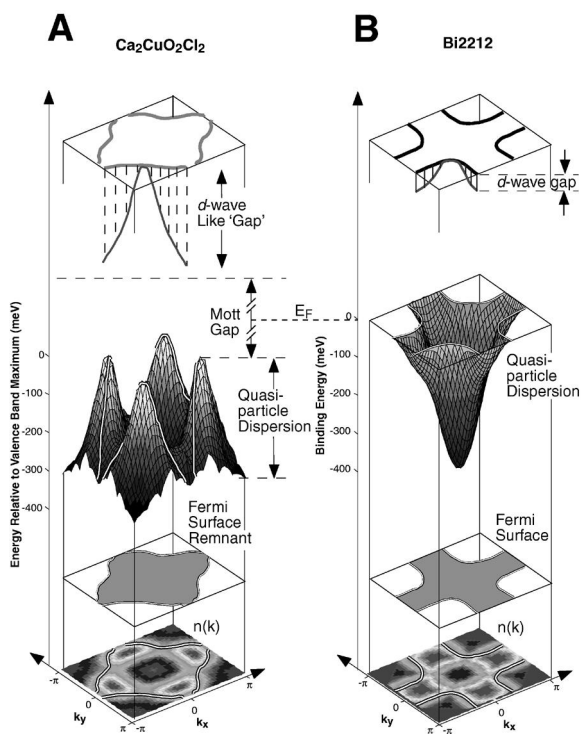 A
Ca2CuO2Cl2
d-wave
Like 'Gap'
Mott
Gap
EF
Energy Relative to Valence Band Maximum (meV)
0
-100
-200
-300
-400
Quasi-
particle
Dispersion
Fermi
Surface
Remnant
n(k)
-π
0
π
ky
-π
0
π
kx
B
Bi2212
d-wave gap
Binding Energy (meV)
0
-100
-200
-300
-400
Quasi-
particle
Dispersion
Fermi
Surface
n(k)
-π
0
π
ky
-π
0
π
kx